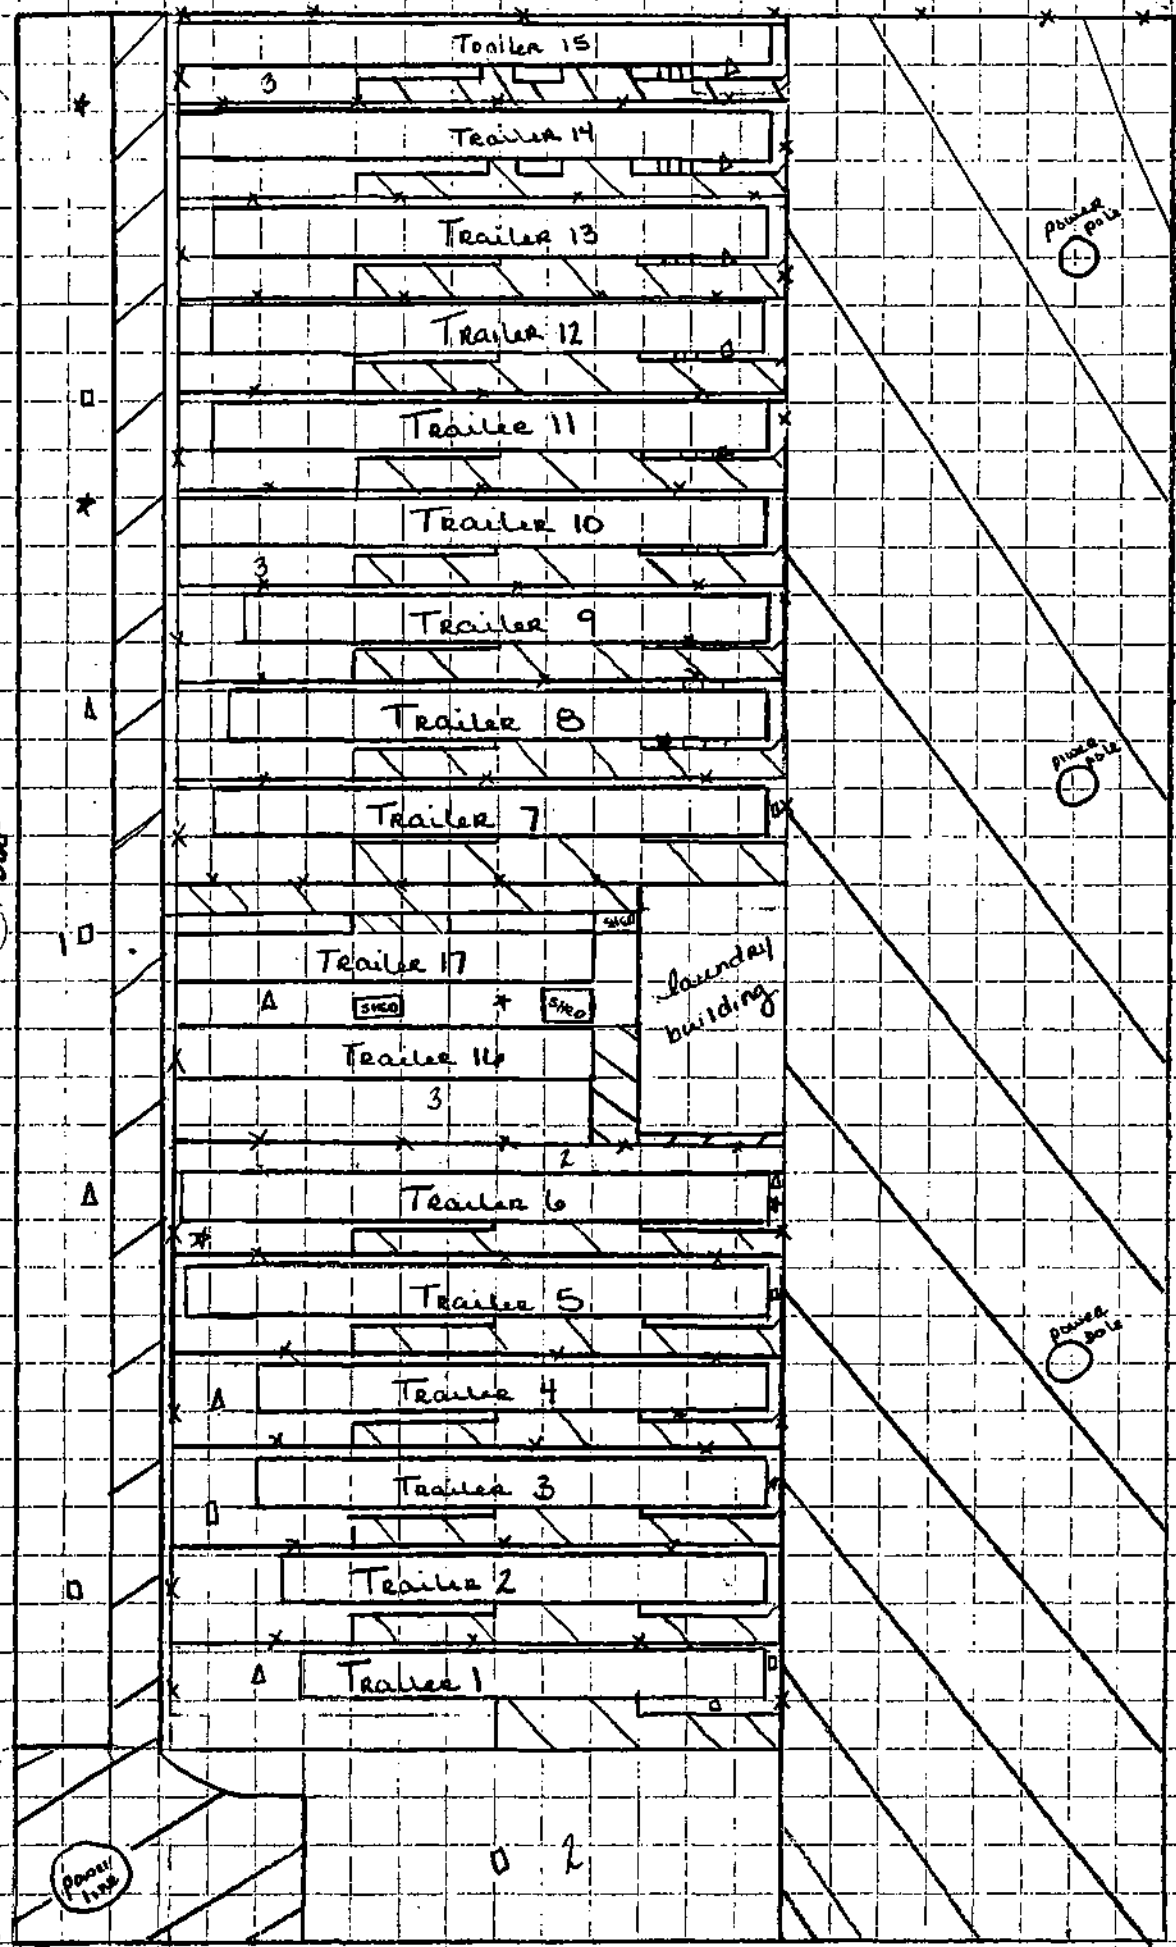 Trailer 15
3
Trailer 14
power
pole
Trailer 13
Trailer 12
Trailer 11
Trailer 10
3
Trailer 9
Trailer 8
power
pole
Trailer 7
SHED
Trailer 17
laundry
building
SHED
SHED
1
Trailer 16
3
2
Trailer 6
Trailer 5
power
pole
Trailer 4
Trailer 3
Trailer 2
Trailer 1
2
power
line